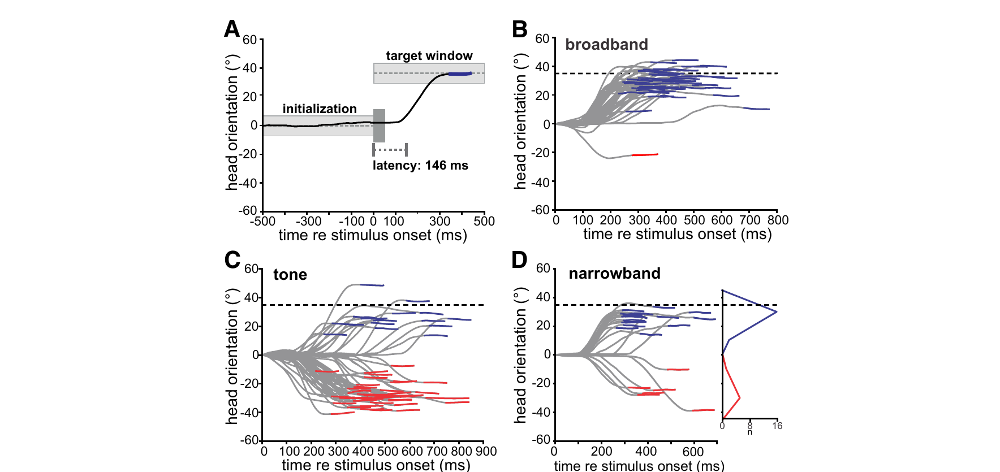 A
60
40
20
0
-20
-40
-60
head orientation (°)
target window
initialization
latency: 146 ms
-500 -300 -100 0 100 300 500
time re stimulus onset (ms)
B
broadband
60
40
20
0
-20
-40
-60
head orientation (°)
0 100 200 300 400 500 600 700 800
time re stimulus onset (ms)
C
tone
60
40
20
0
-20
-40
-60
head orientation (°)
0 100 200 300 400 500 600 700 800 900
time re stimulus onset (ms)
D
narrowband
60
40
20
0
-20
-40
-60
head orientation (°)
0 200 400 600
time re stimulus onset (ms)
0 8 16
n